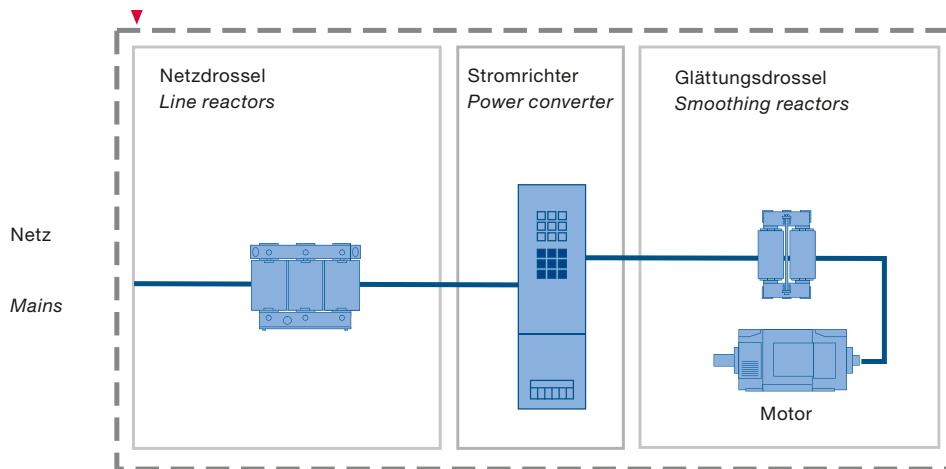 Netzdrossel
Line reactors
Stromrichter
Power converter
Glättungsdrossel
Smoothing reactors
Netz
Mains
Motor